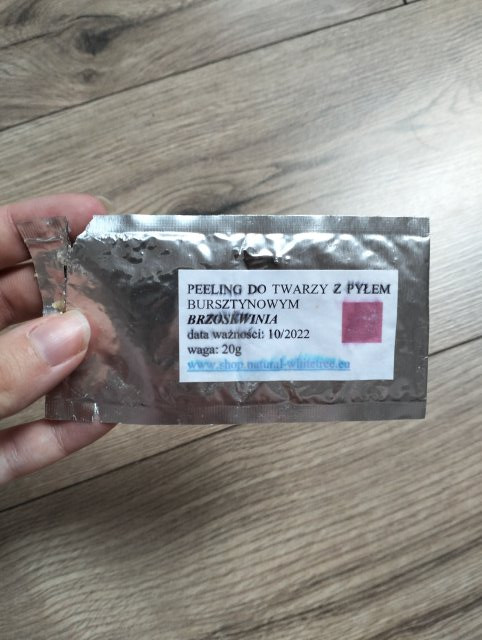 PEELING DO TWARZY Z PYŁEM
BURSZTYNOWYM
BRZOSKWINIA
data ważności: 10/2022
waga: 20g
www.shop.natural-whitetree.eu